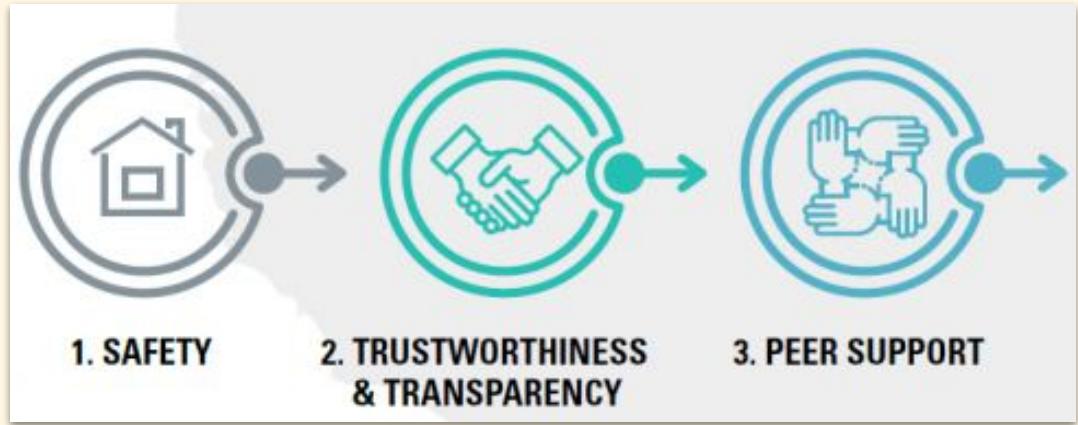 1. SAFETY
2. TRUSTWORTHINESS
& TRANSPARENCY
3. PEER SUPPORT